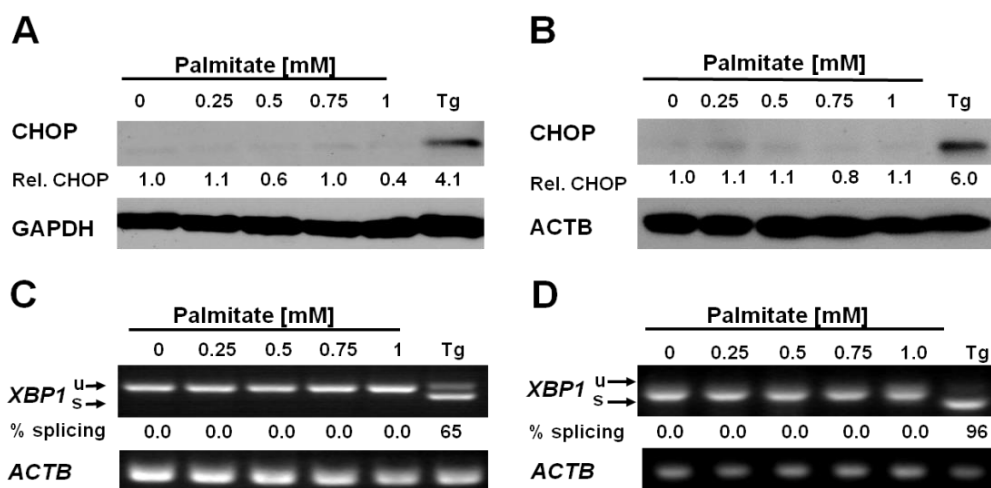 A
Palmitate [mM]
0 0.25 0.5 0.75 1 Tg
CHOP
Rel. CHOP 1.0 1.1 0.6 1.0 0.4 4.1
GAPDH
B
Palmitate [mM]
0 0.25 0.5 0.75 1 Tg
CHOP
Rel. CHOP 1.0 1.1 1.1 0.8 1.1 6.0
ACTB
C
Palmitate [mM]
0 0.25 0.5 0.75 1 Tg
XBP1 u
s
% splicing 0.0 0.0 0.0 0.0 0.0 65
ACTB
D
Palmitate [mM]
0 0.25 0.5 0.75 1.0 Tg
XBP1 u
s
% splicing 0.0 0.0 0.0 0.0 0.0 96
ACTB